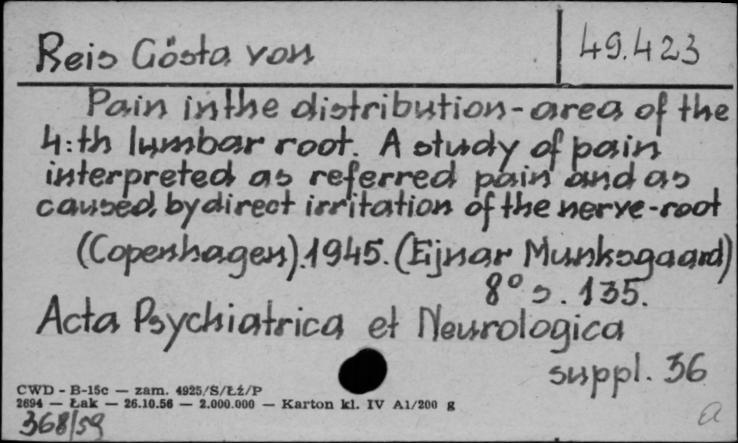 Reis Gösta von
49.423
Pain in the distribution-area of the
4:th lumbar root. A study of pain
interpreted as referred pain and as
caused by direct irritation of the nerve-root
(Copenhagen).1945.(Ejnar Munksgaard)
8° s. 135.
Acta Psychiatrica et Neurologica
suppl. 36
CWD - B-15c — zam. 4925/S/Łź/P
2694 — Łak — 26.10.56 — 2.000.000 — Karton kl. IV A1/200 g
368/59
a